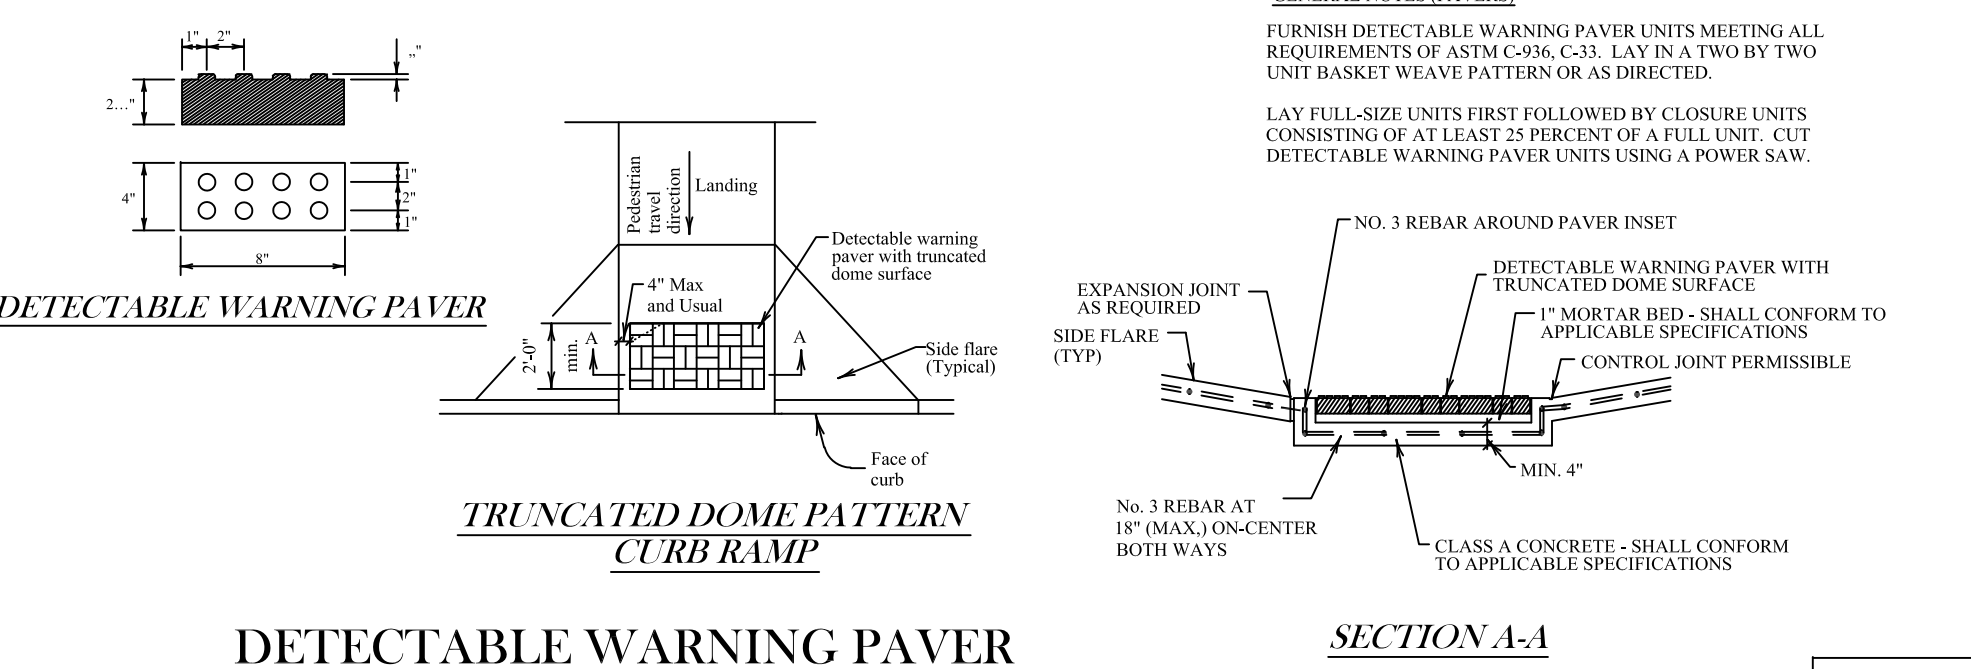 1" 2"
"
2..."
4"
1"
2"
1"
8"
DETECTABLE WARNING PAVER
Pedestrian
travel
direction
Landing
Detectable warning
paver with truncated
dome surface
4" Max
and Usual
2'-0"
min.
A
A
Side flare
(Typical)
Face of
curb
TRUNCATED DOME PATTERN
CURB RAMP
DETECTABLE WARNING PAVER
GENERAL NOTES (PAVERS)
FURNISH DETECTABLE WARNING PAVER UNITS MEETING ALL
REQUIREMENTS OF ASTM C-936, C-33. LAY IN A TWO BY TWO
UNIT BASKET WEAVE PATTERN OR AS DIRECTED.
LAY FULL-SIZE UNITS FIRST FOLLOWED BY CLOSURE UNITS
CONSISTING OF AT LEAST 25 PERCENT OF A FULL UNIT. CUT
DETECTABLE WARNING PAVER UNITS USING A POWER SAW.
NO. 3 REBAR AROUND PAVER INSET
DETECTABLE WARNING PAVER WITH
TRUNCATED DOME SURFACE
EXPANSION JOINT
AS REQUIRED
1" MORTAR BED - SHALL CONFORM TO
APPLICABLE SPECIFICATIONS
SIDE FLARE
(TYP)
CONTROL JOINT PERMISSIBLE
MIN. 4"
No. 3 REBAR AT
18" (MAX,) ON-CENTER
BOTH WAYS
CLASS A CONCRETE - SHALL CONFORM
TO APPLICABLE SPECIFICATIONS
SECTION A-A